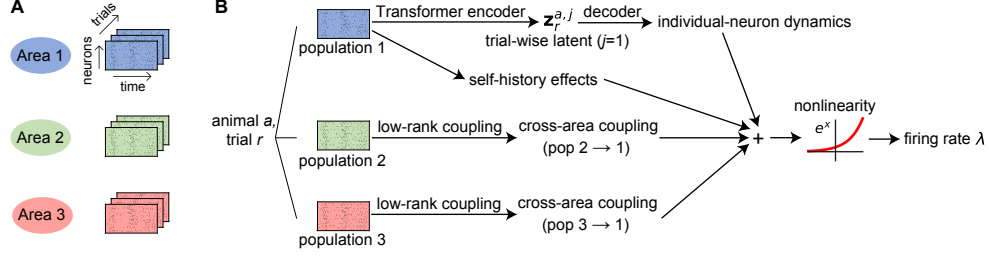 A
trials
Area 1
neurons
time
Area 2
Area 3
B
animal a,
trial r
population 1
Transformer encoder
z_r^{a, j}
decoder
individual-neuron dynamics
trial-wise latent (j=1)
self-history effects
population 2
low-rank coupling
cross-area coupling
(pop 2 → 1)
population 3
low-rank coupling
cross-area coupling
(pop 3 → 1)
+
nonlinearity
e^x
firing rate λ